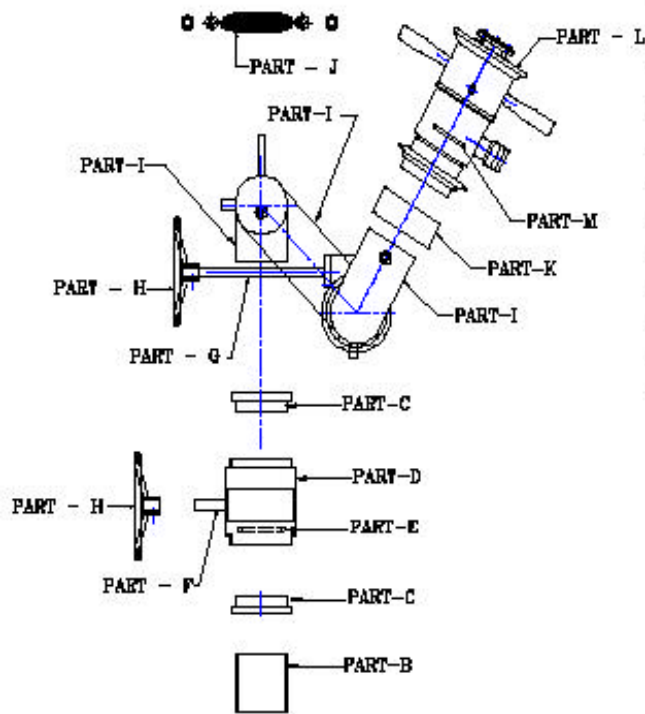 PART - L
PART - J
PART-I
PART-I
PART-M
PART-K
PART - H
PART-I
PART - G
PART-C
PART-D
PART - H
PART-E
PART - F
PART-C
PART-B